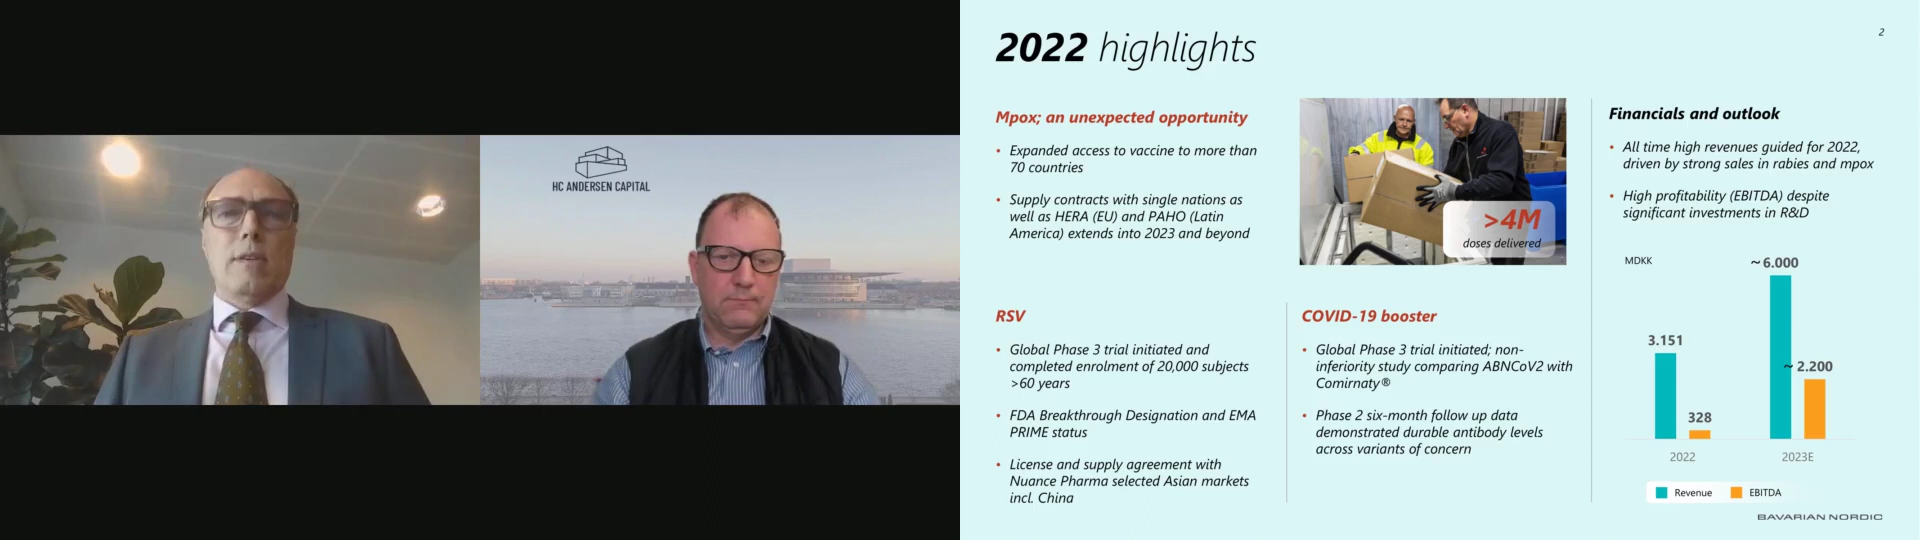 HC ANDERSEN CAPITAL
2022 highlights
2
Mpox; an unexpected opportunity
• Expanded access to vaccine to more than
70 countries
• Supply contracts with single nations as
well as HERA (EU) and PAHO (Latin
America) extends into 2023 and beyond
>4M
doses delivered
RSV
• Global Phase 3 trial initiated and
completed enrolment of 20,000 subjects
>60 years
• FDA Breakthrough Designation and EMA
PRIME status
• License and supply agreement with
Nuance Pharma selected Asian markets
incl. China
COVID-19 booster
• Global Phase 3 trial initiated; non-
inferiority study comparing ABNCoV2 with
Comirnaty®
• Phase 2 six-month follow up data
demonstrated durable antibody levels
across variants of concern
Financials and outlook
• All time high revenues guided for 2022,
driven by strong sales in rabies and mpox
• High profitability (EBITDA) despite
significant investments in R&D
MDKK
~ 6.000
3.151
~ 2.200
328
2022
2023E
Revenue
EBITDA
BAVARIAN NORDIC